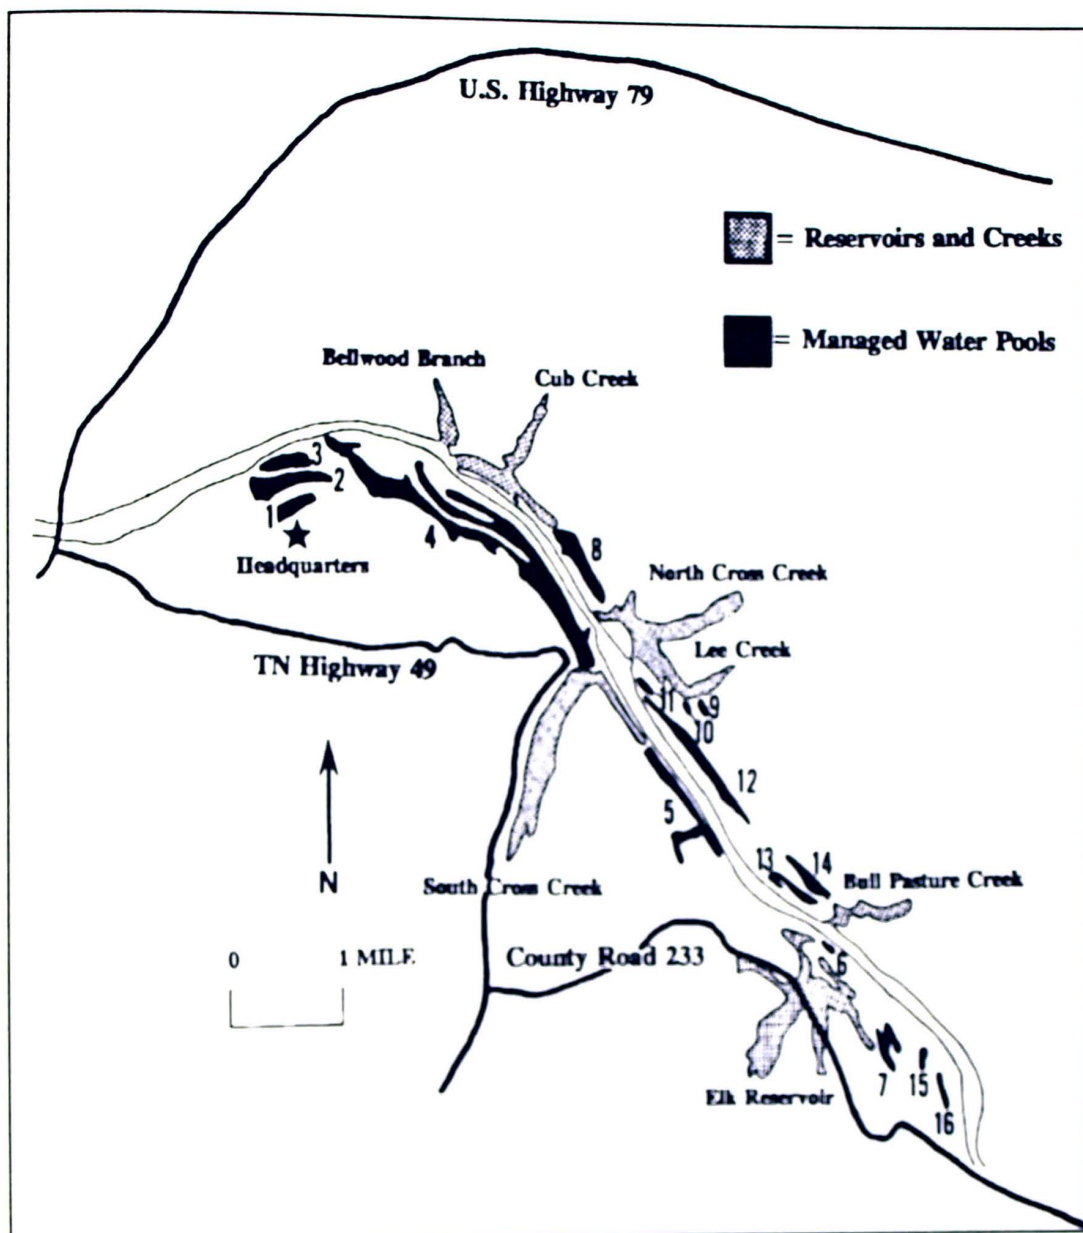 U.S. Highway 79
= Reservoirs and Creeks
= Managed Water Pools
Bellwood Branch
Cub Creek
3
2
1
Headquarters
4
8
North Cross Creek
Lee Creek
TN Highway 49
11
9
10
12
5
N
South Cross Creek
13
14
Bull Pasture Creek
0
1 MILE
County Road 233
6
7
15
16
Elk Reservoir